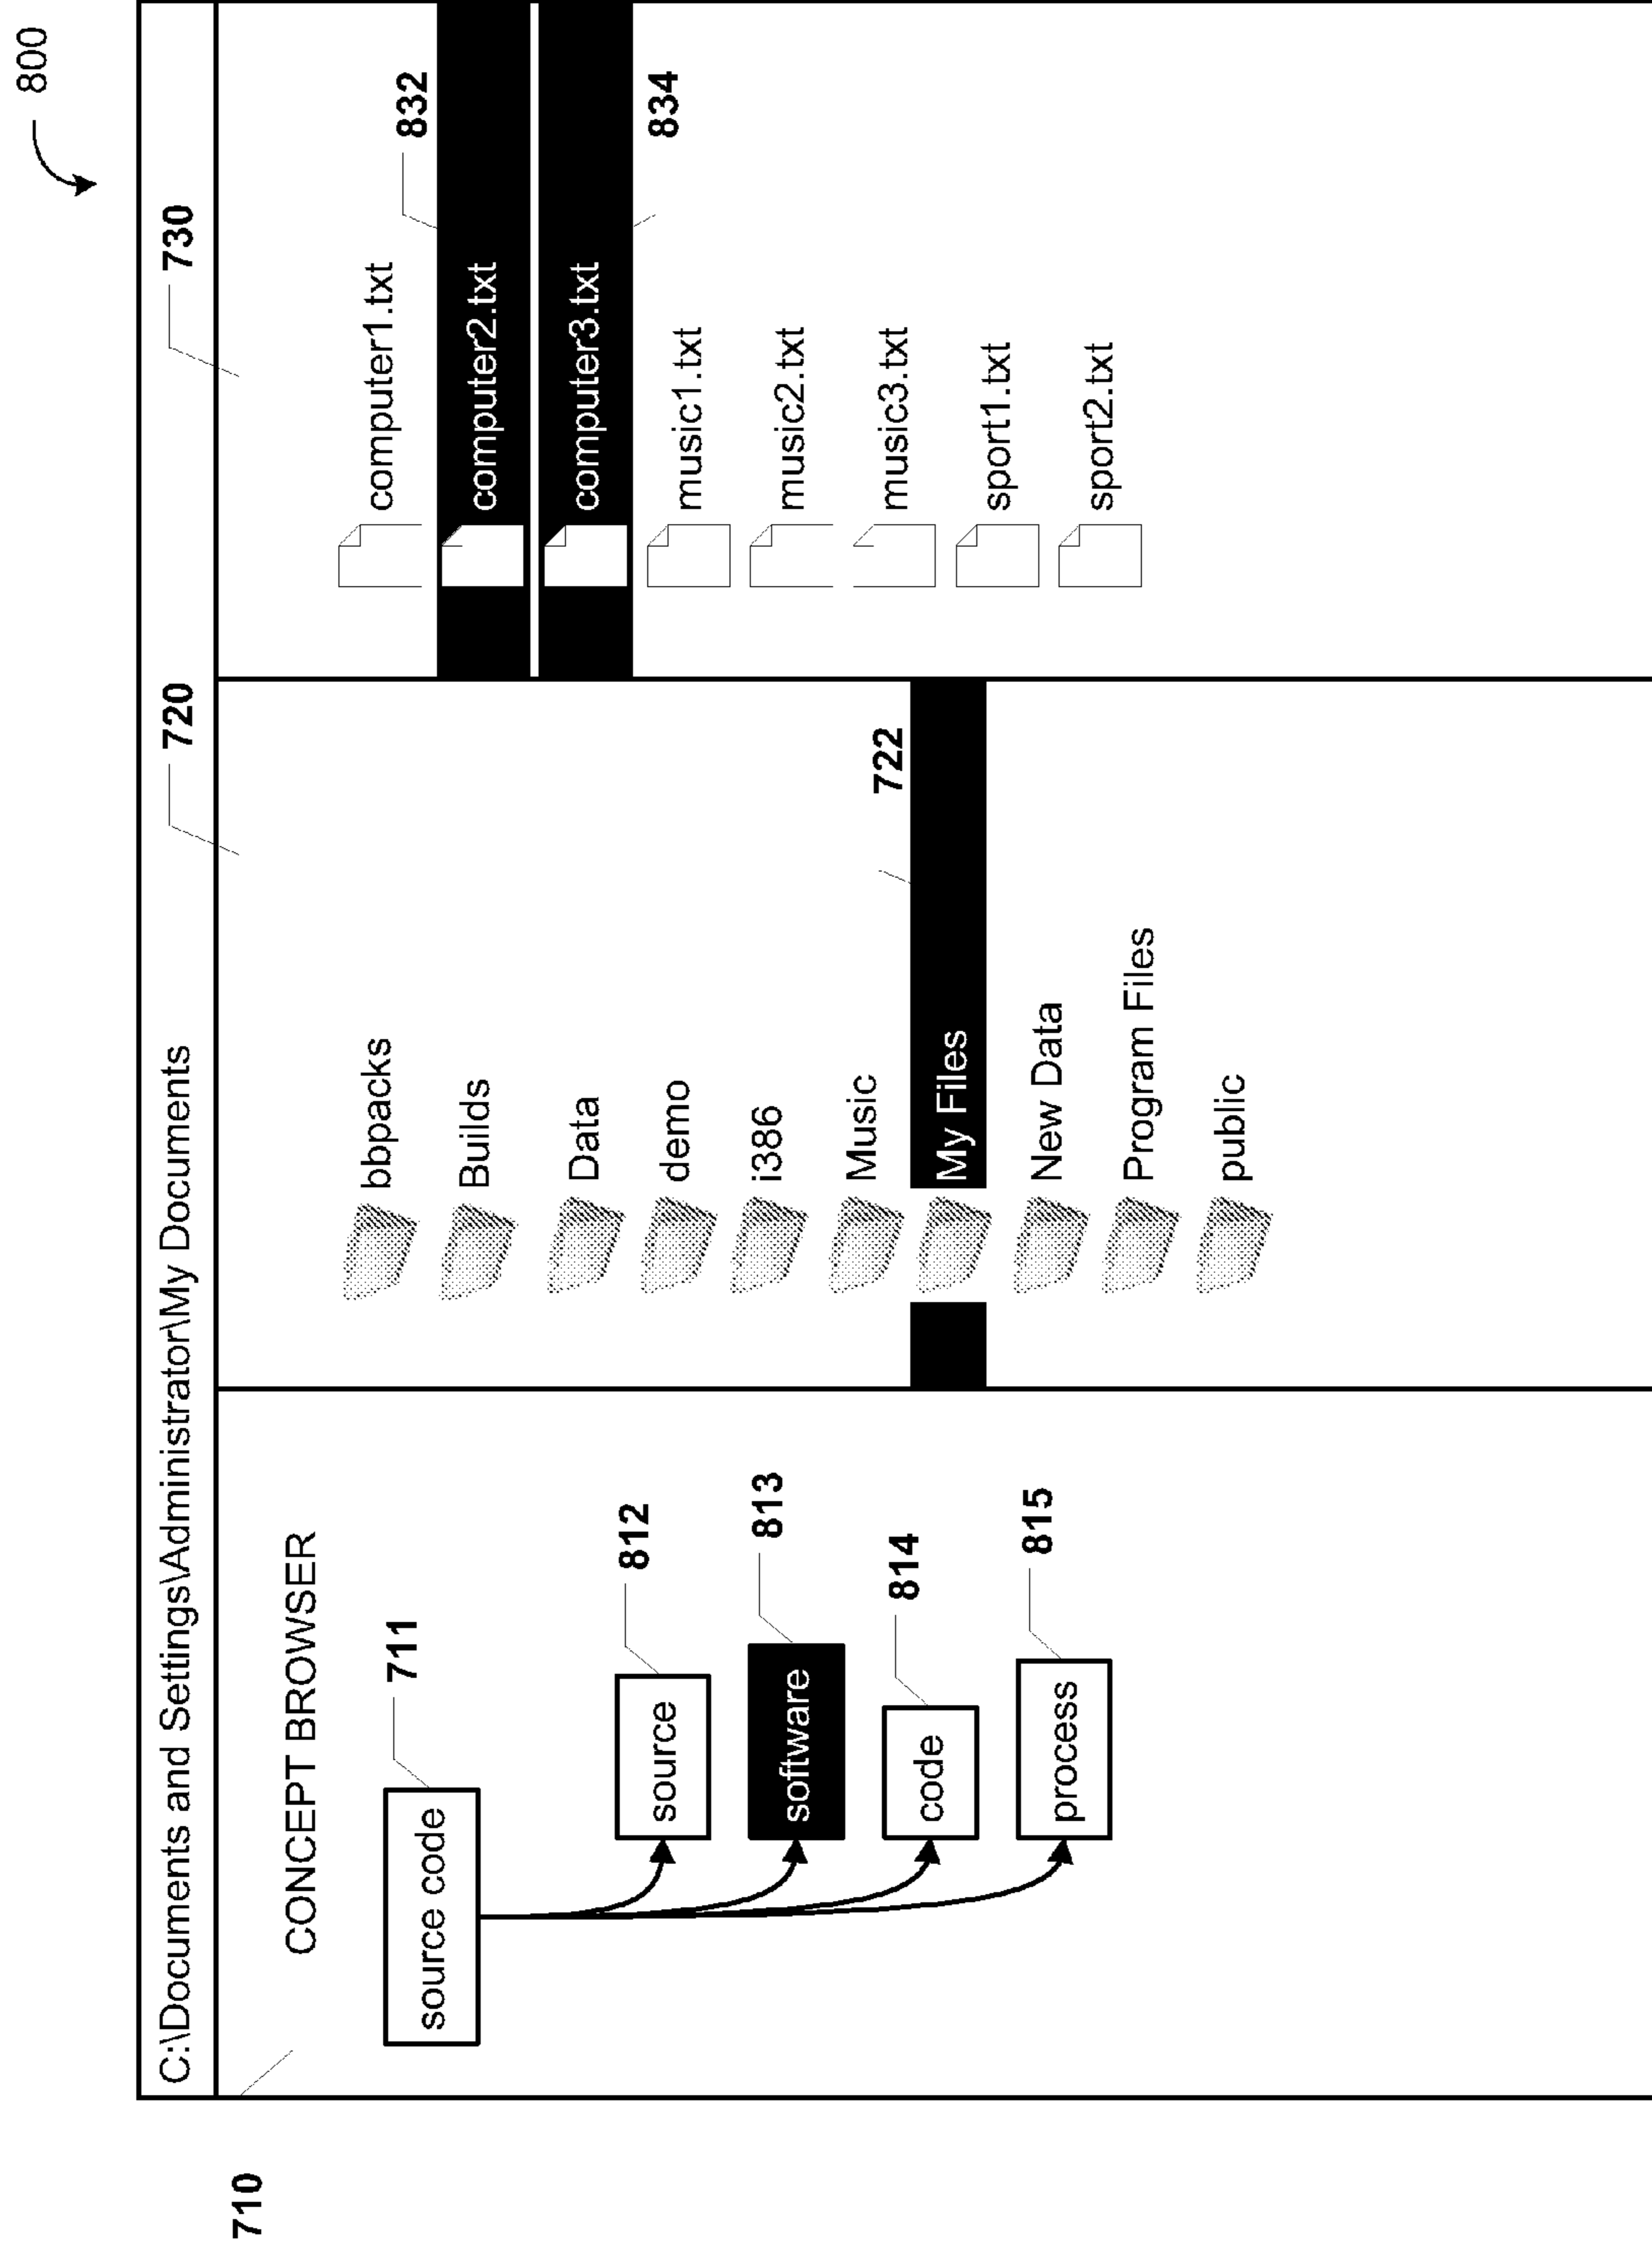 800
C:\Documents and Settings\Administrator\My Documents
720
730
710
CONCEPT BROWSER
source code
711
source
812
software
813
code
814
process
815
bbpacks
Builds
Data
demo
i386
Music
722
My Files
New Data
Program Files
public
computer1.txt
832
computer2.txt
computer3.txt
834
music1.txt
music2.txt
music3.txt
sport1.txt
sport2.txt